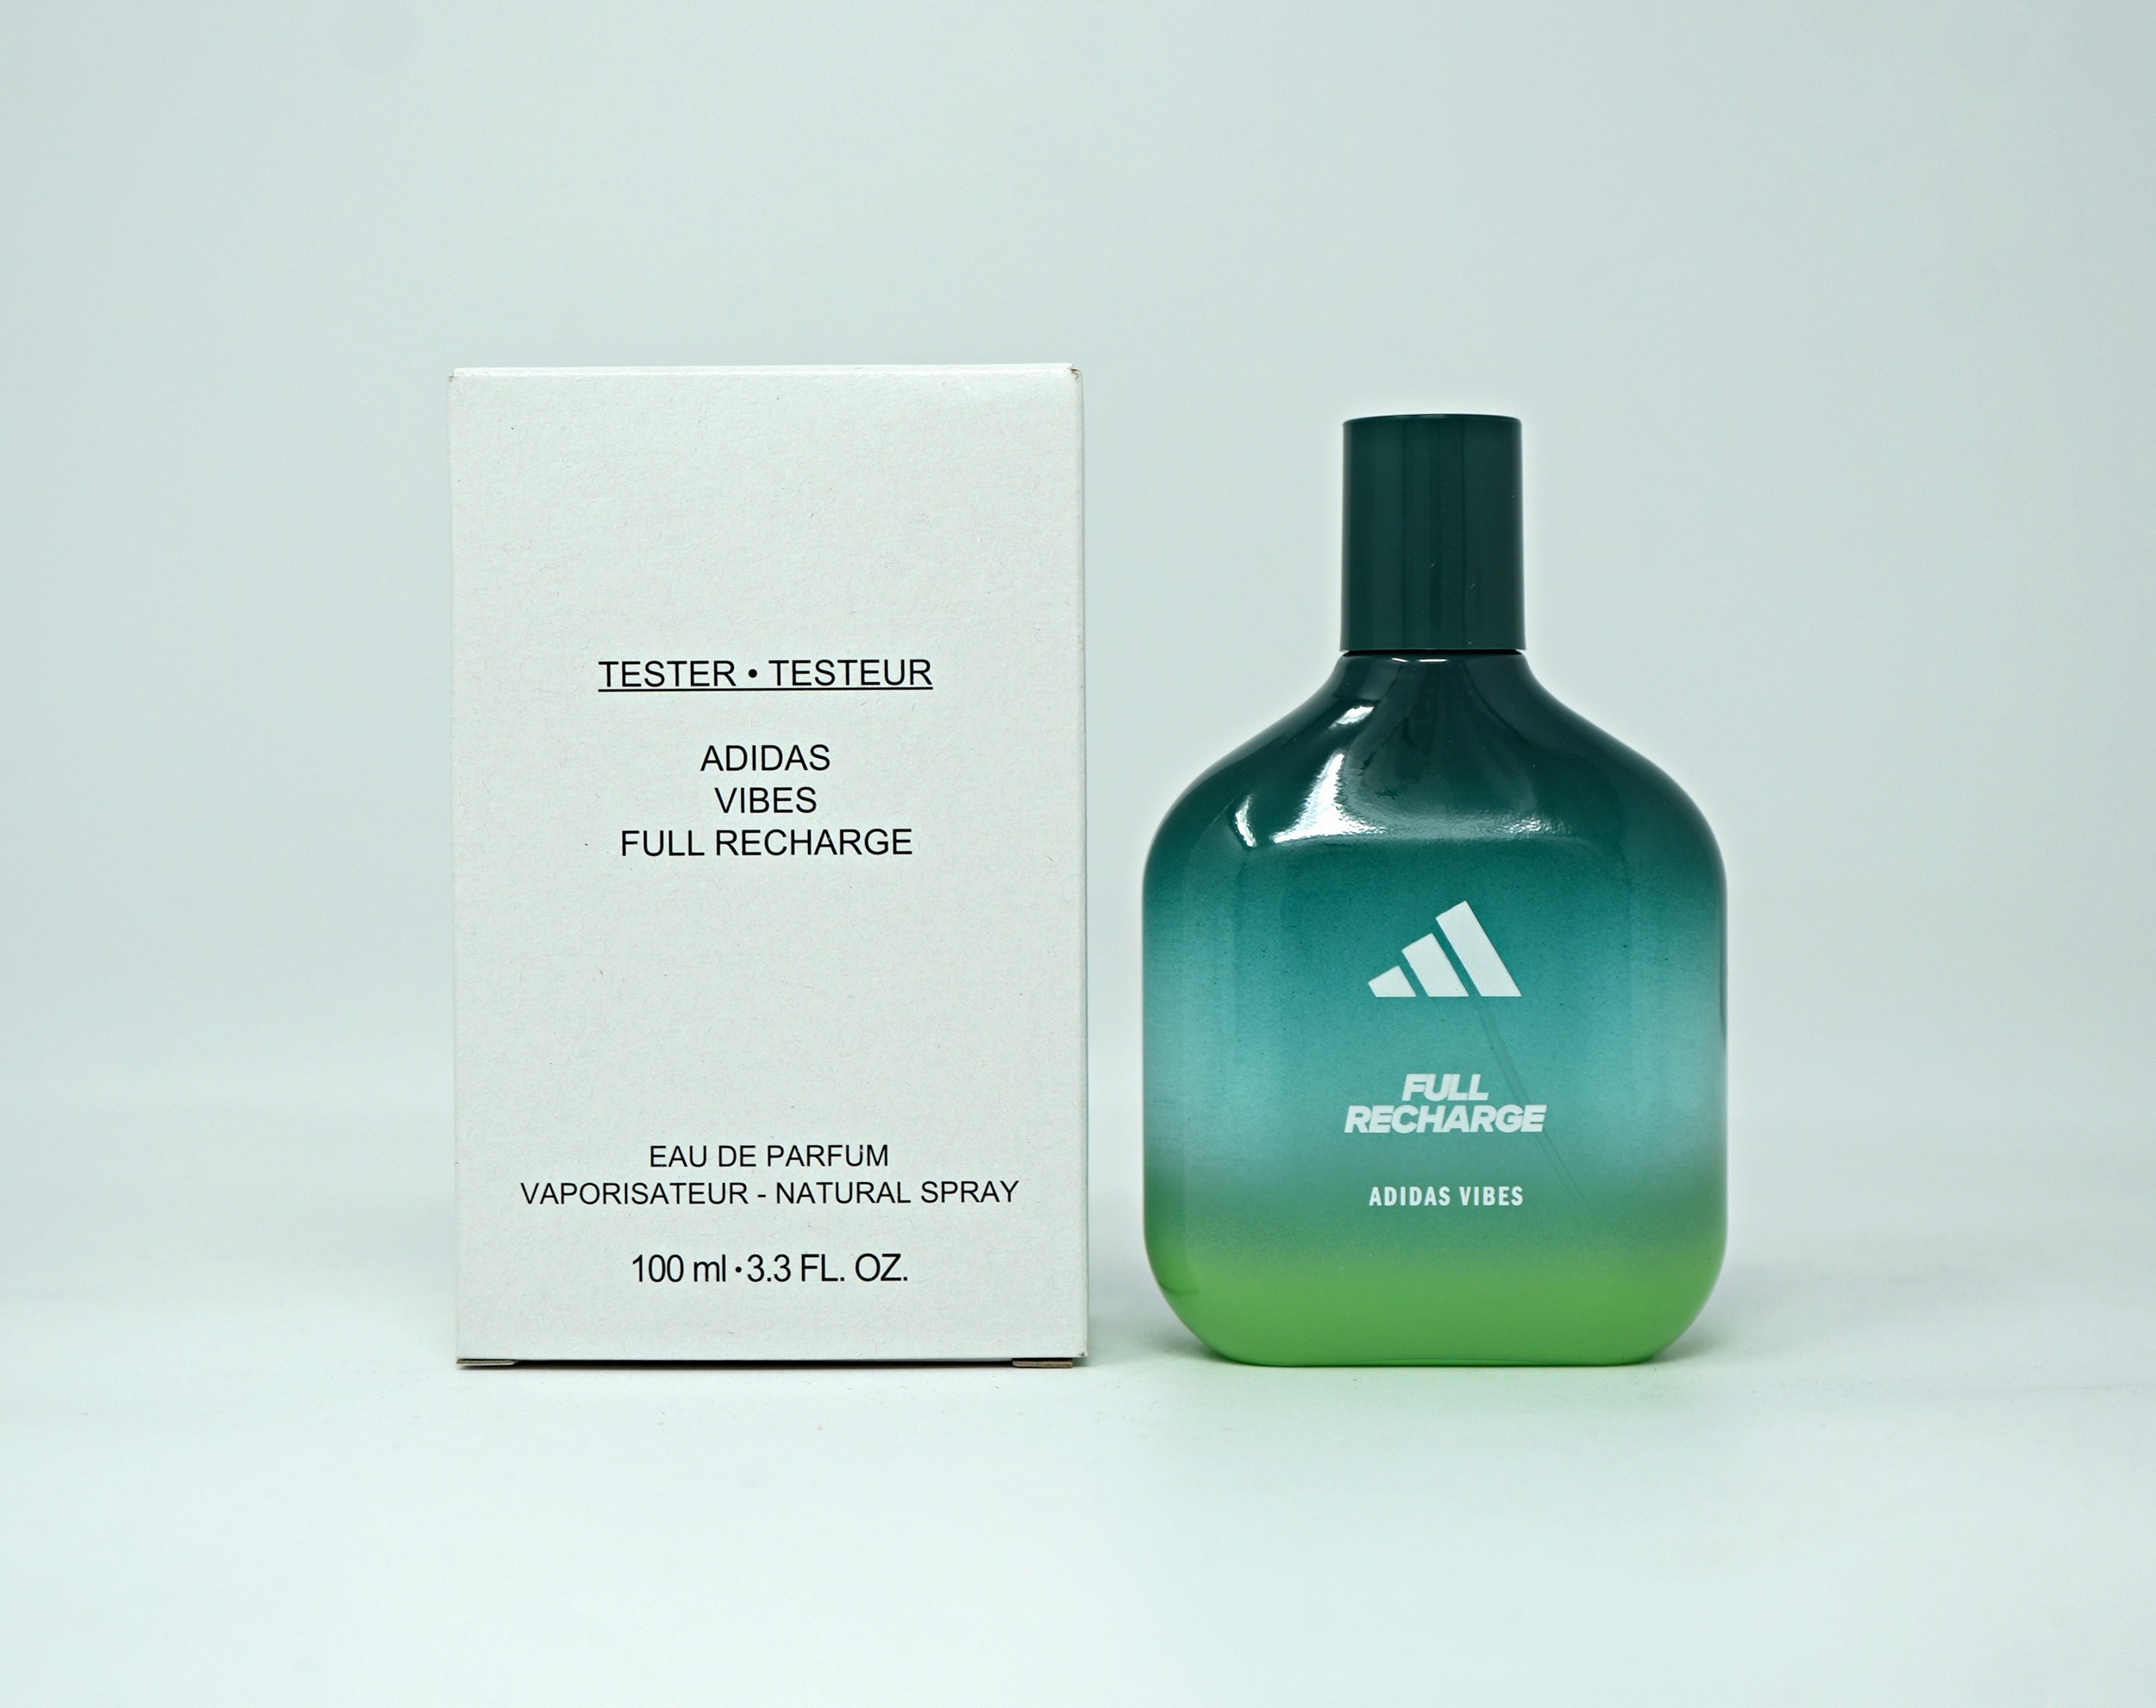 TESTER • TESTEUR
ADIDAS
VIBES
FULL RECHARGE
EAU DE PARFUM
VAPORISATEUR - NATURAL SPRAY
100 ml • 3.3 FL. OZ.
FULL
RECHARGE
ADIDAS VIBES